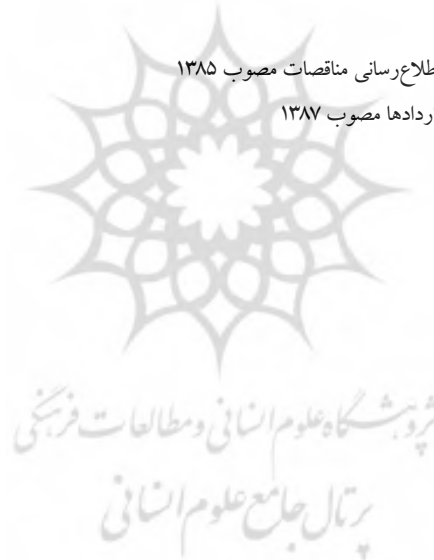 طلاع‌رسانی مناقصات مصوب ۱۳۸۵
ردادها مصوب ۱۳۸۷
پژوهشگاه علوم انسانی و مطالعات فرهنگی
پرتال جامع علوم انسانی